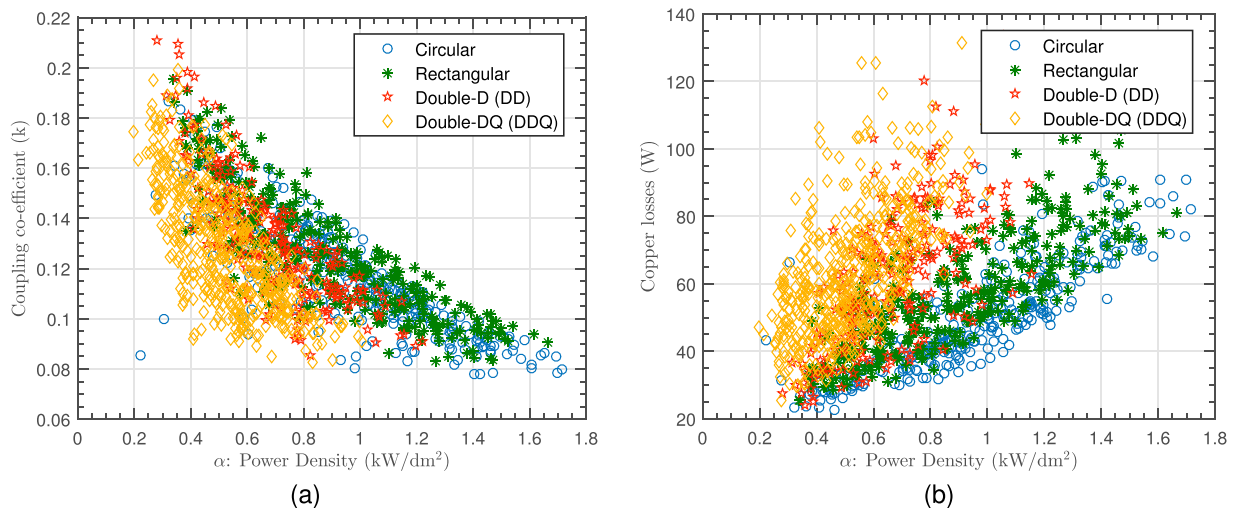 0.22
0.2
0.18
0.16
0.14
0.12
0.1
0.08
0.06
Coupling co-efficient (k)
Circular
Rectangular
Double-D (DD)
Double-DQ (DDQ)
0 0.2 0.4 0.6 0.8 1 1.2 1.4 1.6 1.8
α: Power Density (kW/dm²)
(a)
140
120
100
80
60
40
20
Copper losses (W)
Circular
Rectangular
Double-D (DD)
Double-DQ (DDQ)
0 0.2 0.4 0.6 0.8 1 1.2 1.4 1.6 1.8
α: Power Density (kW/dm²)
(b)